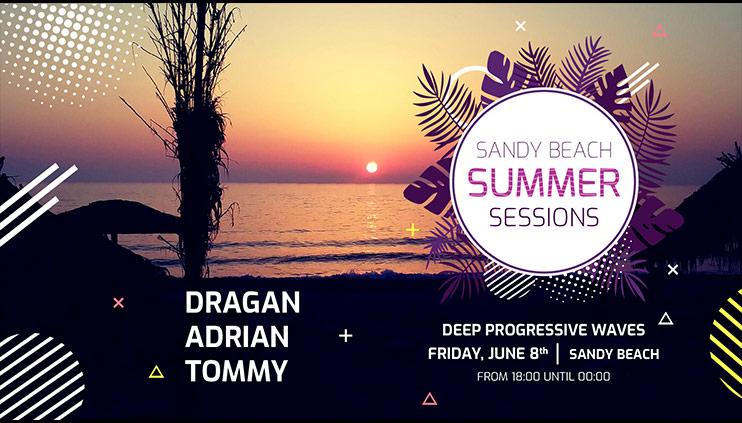 SANDY BEACH
SUMMER
SESSIONS
DRAGAN
ADRIAN
TOMMY
DEEP PROGRESSIVE WAVES
FRIDAY, JUNE 8th | SANDY BEACH
FROM 18:00 UNTIL 00:00